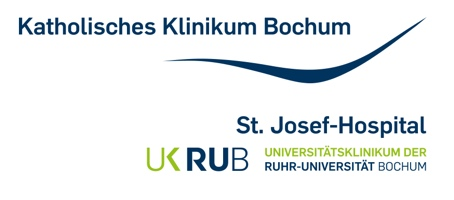 Katholisches Klinikum Bochum
St. Josef-Hospital
UK RUB
UNIVERSITÄTSKLINIKUM DER
RUHR-UNIVERSITÄT BOCHUM